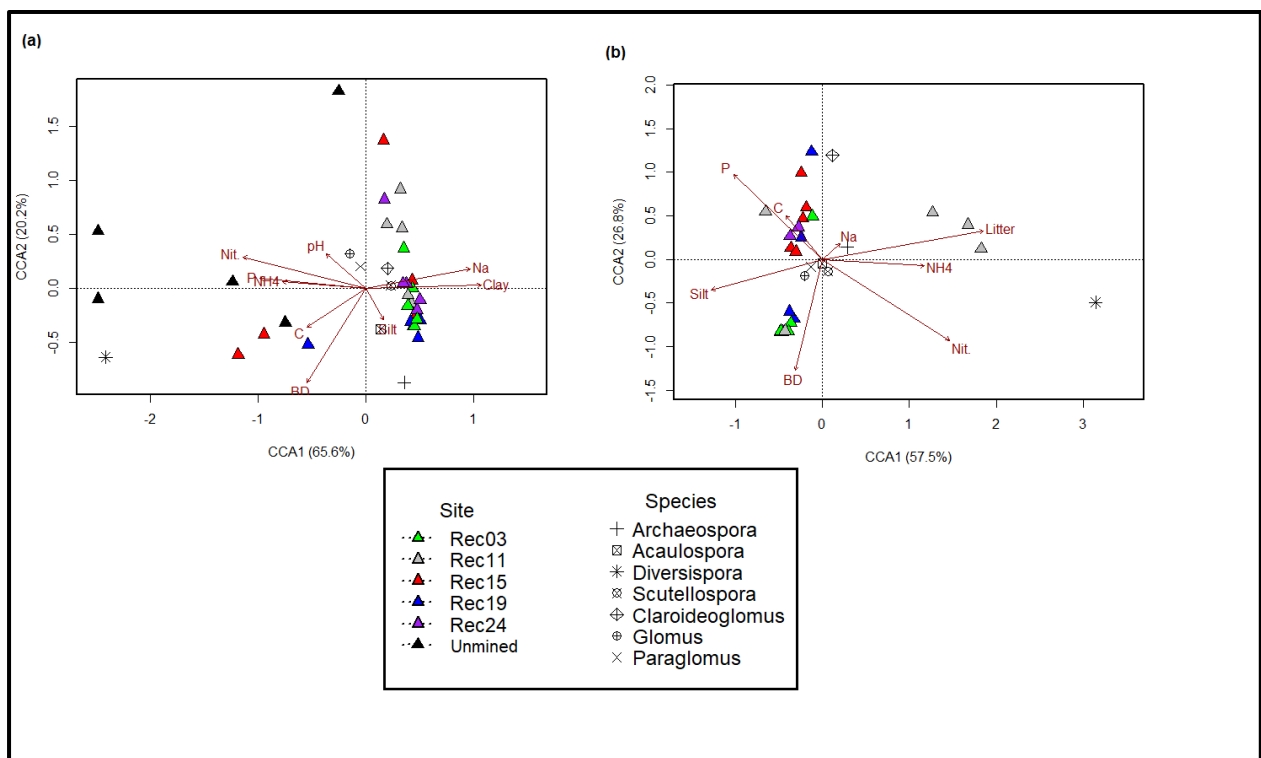 (a)
CCA2 (20.2%)
1.5
1.0
0.5
0.0
-0.5
Nit.
pH
P
NH4
Na
Clay
C
Silt
BD
-2
-1
0
1
CCA1 (65.6%)
(b)
CCA2 (26.8%)
2.0
1.5
1.0
0.5
0.0
-0.5
-1.0
-1.5
P
C
Na
Litter
NH4
Silt
Nit.
BD
-1
0
1
2
3
CCA1 (57.5%)
Site
Rec03
Rec11
Rec15
Rec19
Rec24
Unmined
Species
Archaeospora
Acaulospora
Diversispora
Scutellospora
Claroideoglomus
Glomus
Paraglomus